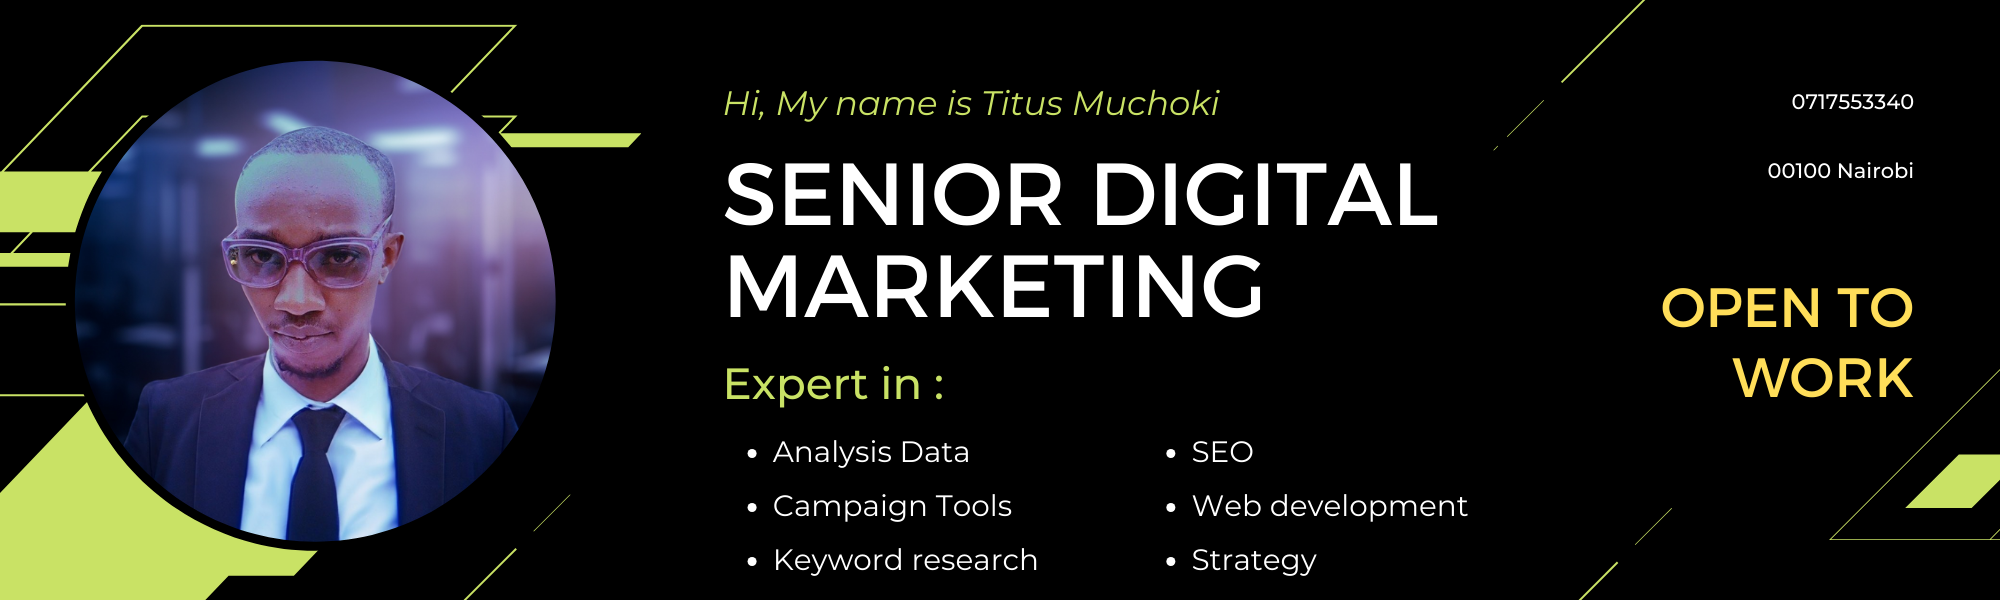 Hi, My name is Titus Muchoki
SENIOR DIGITAL
MARKETING
Expert in :
• Analysis Data
• Campaign Tools
• Keyword research
• SEO
• Web development
• Strategy
0717553340
00100 Nairobi
OPEN TO
WORK